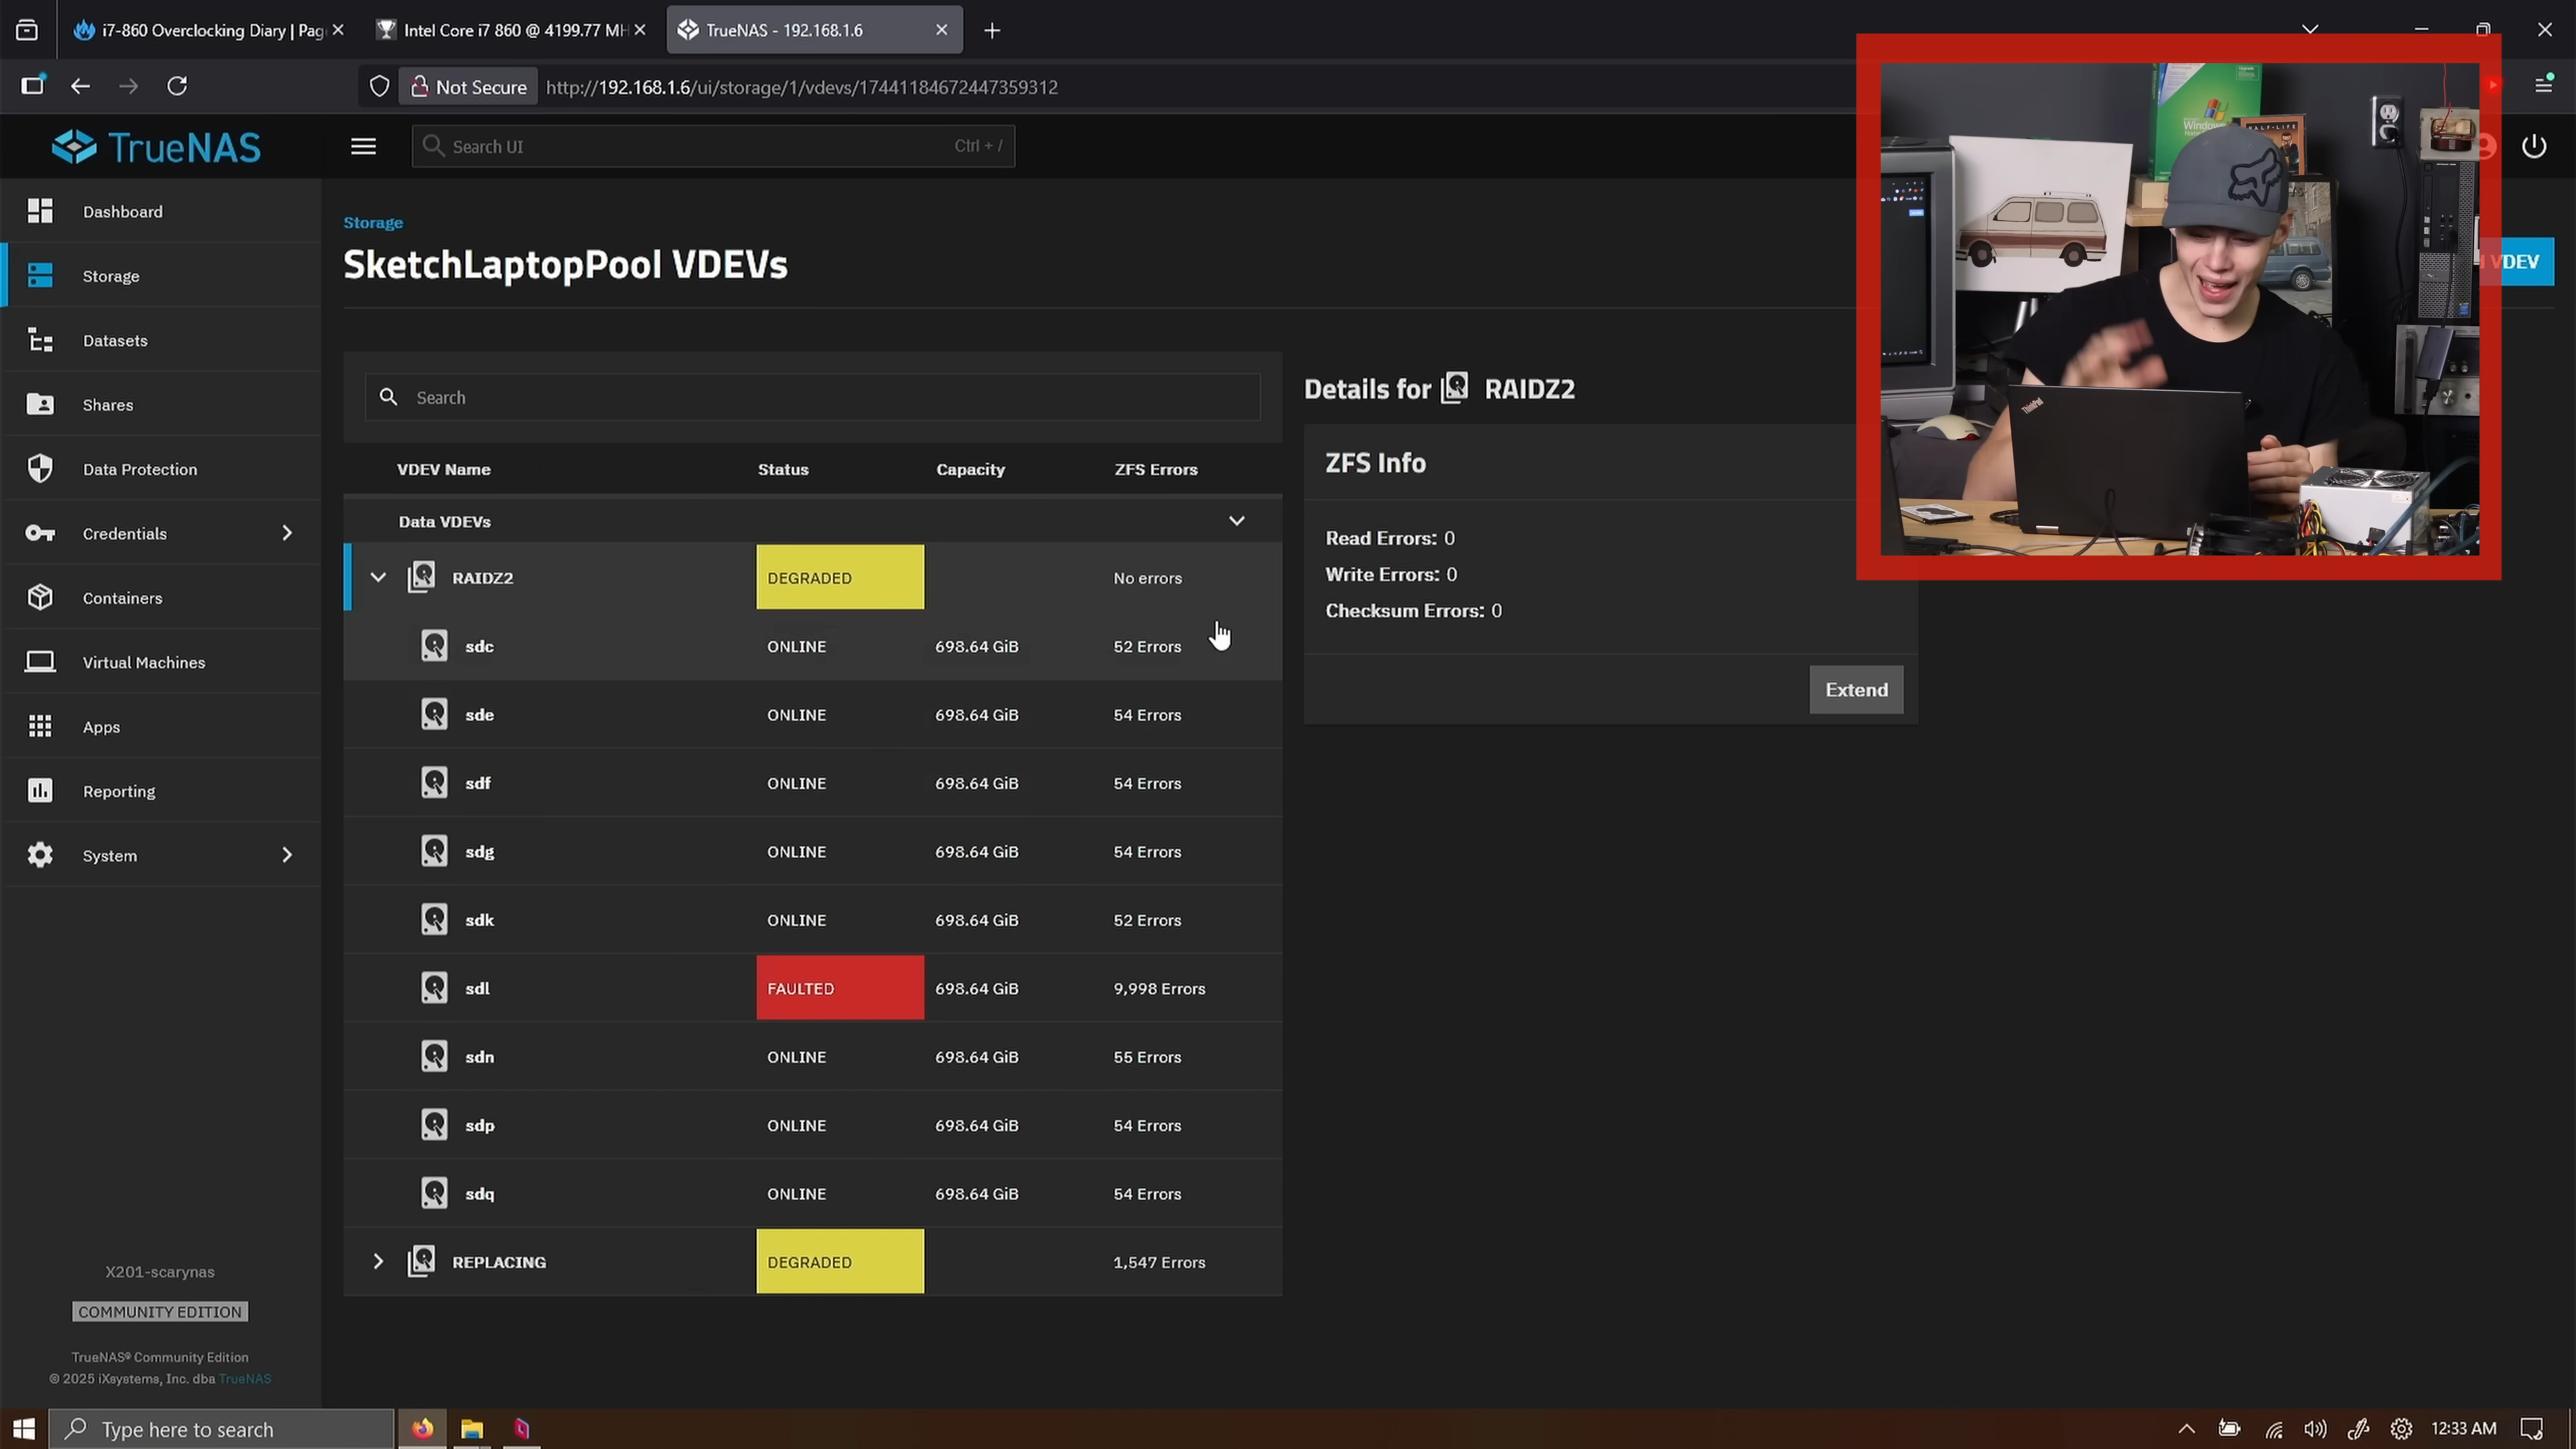 i7-860 Overclocking Diary | Pag
Intel Core i7 860 @ 4199.77 MH
TrueNAS - 192.168.1.6
Not Secure
http://192.168.1.6/ui/storage/1/vdevs/17441184672447359312
TrueNAS
Search UI
Ctrl + /
Dashboard
Storage
Datasets
Shares
Data Protection
Credentials
Containers
Virtual Machines
Apps
Reporting
System
X201-scarynas
COMMUNITY EDITION
TrueNAS® Community Edition
© 2025 iXsystems, Inc. dba TrueNAS
Storage
SketchLaptopPool VDEVs
VDEV
Search
VDEV Name Status Capacity ZFS Errors
Data VDEVs
RAIDZ2 DEGRADED No errors
sdc ONLINE 698.64 GiB 52 Errors
sde ONLINE 698.64 GiB 54 Errors
sdf ONLINE 698.64 GiB 54 Errors
sdg ONLINE 698.64 GiB 54 Errors
sdk ONLINE 698.64 GiB 52 Errors
sdl FAULTED 698.64 GiB 9,998 Errors
sdn ONLINE 698.64 GiB 55 Errors
sdp ONLINE 698.64 GiB 54 Errors
sdq ONLINE 698.64 GiB 54 Errors
REPLACING DEGRADED 1,547 Errors
Details for RAIDZ2
ZFS Info
Read Errors: 0
Write Errors: 0
Checksum Errors: 0
Extend
Windows
HALF-LIFE
ThinkPad
Type here to search
12:33 AM